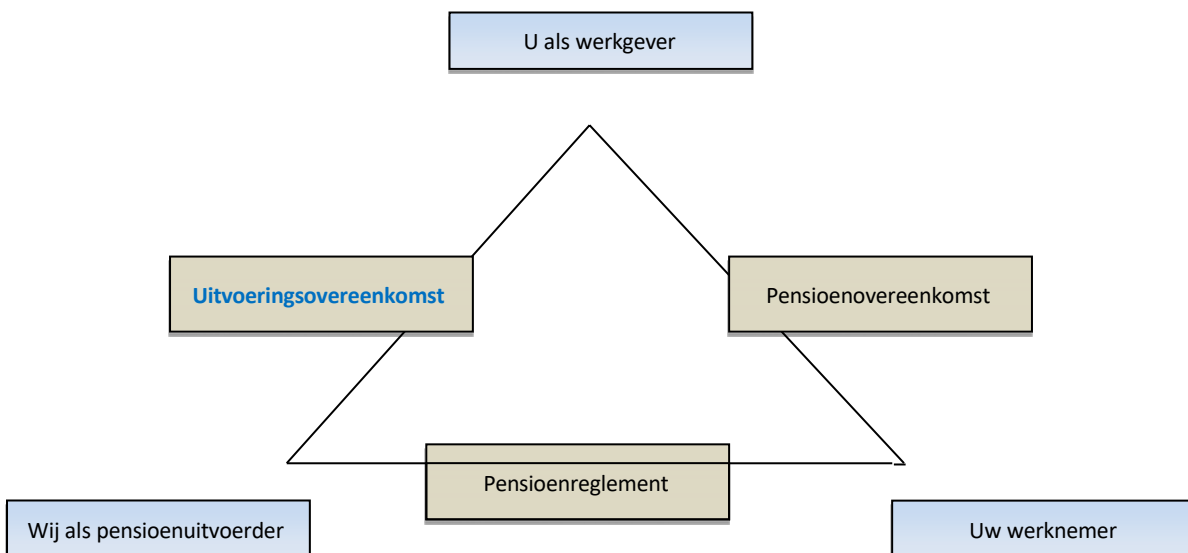 U als werkgever
Uitvoeringsovereenkomst
Pensioenovereenkomst
Pensioenreglement
Wij als pensioenuitvoerder
Uw werknemer